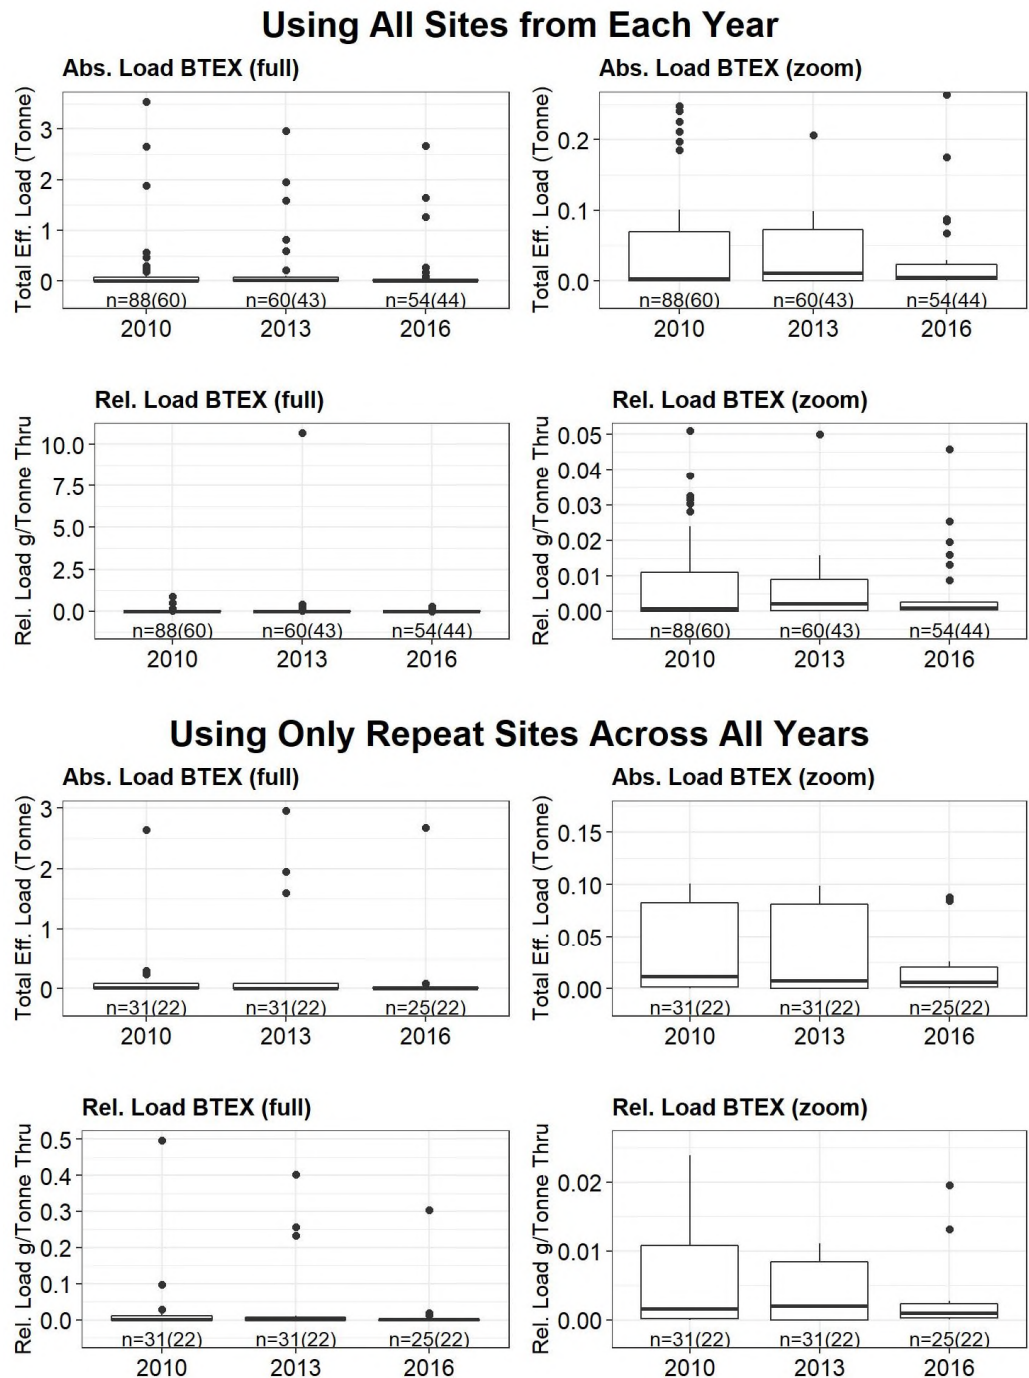 Using All Sites from Each Year
Abs. Load BTEX (full)
Total Eff. Load (Tonne)
3
2
1
0
n=88(60) n=60(43) n=54(44)
2010 2013 2016
Abs. Load BTEX (zoom)
Total Eff. Load (Tonne)
0.2
0.1
0.0
n=88(60) n=60(43) n=54(44)
2010 2013 2016
Rel. Load BTEX (full)
Rel. Load g/Tonne Thru
10.0
7.5
5.0
2.5
0.0
n=88(60) n=60(43) n=54(44)
2010 2013 2016
Rel. Load BTEX (zoom)
Rel. Load g/Tonne Thru
0.05
0.04
0.03
0.02
0.01
0.00
n=88(60) n=60(43) n=54(44)
2010 2013 2016
Using Only Repeat Sites Across All Years
Abs. Load BTEX (full)
Total Eff. Load (Tonne)
3
2
1
0
n=31(22) n=31(22) n=25(22)
2010 2013 2016
Abs. Load BTEX (zoom)
Total Eff. Load (Tonne)
0.15
0.10
0.05
0.00
n=31(22) n=31(22) n=25(22)
2010 2013 2016
Rel. Load BTEX (full)
Rel. Load g/Tonne Thru
0.5
0.4
0.3
0.2
0.1
0.0
n=31(22) n=31(22) n=25(22)
2010 2013 2016
Rel. Load BTEX (zoom)
Rel. Load g/Tonne Thru
0.02
0.01
0.00
n=31(22) n=31(22) n=25(22)
2010 2013 2016